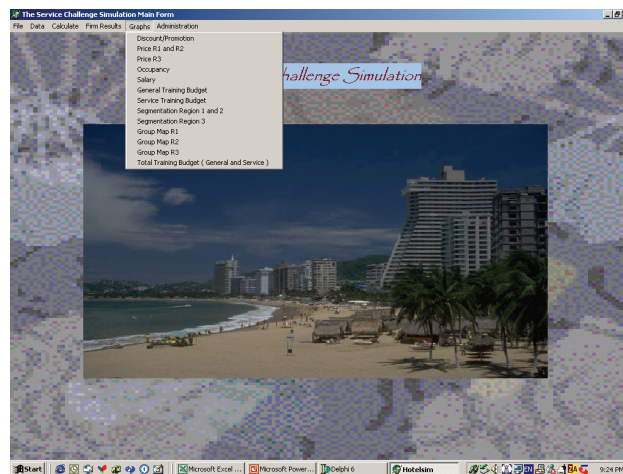 The Service Challenge Simulation Main Form
File Data Calculate Firm Results Graphs Administration
Discount/Promotion
Price R1 and R2
Price R3
Occupancy
Salary
General Training Budget
Service Training Budget
Segmentation Region 1 and 2
Segmentation Region 3
Group Map R1
Group Map R2
Group Map R3
Total Training Budget ( General and Service )
hallenge Simulation
Start Microsoft Excel ... Microsoft Power... Delphi 6 Hotelsim EN 9:24 PM